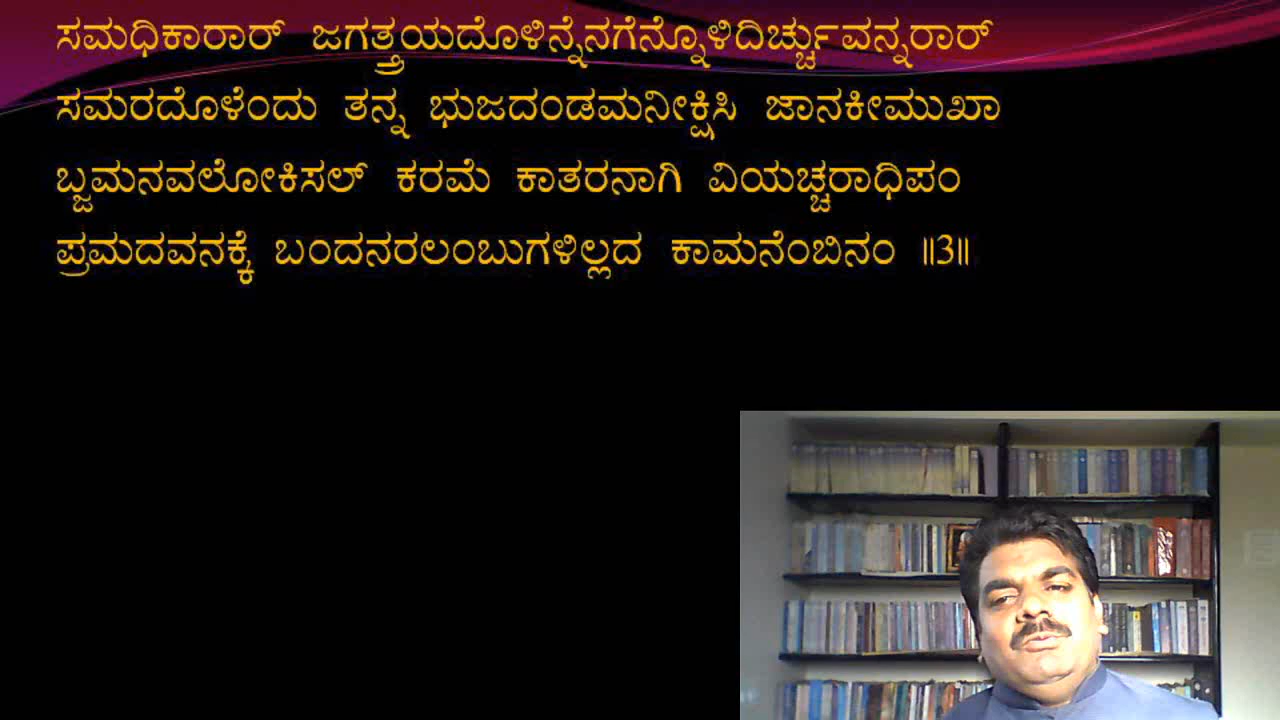 ಸಮಧಿಕಾರಾರ್ ಜಗತ್ತ್ರಯದೊಳಿನ್ನೆನಗೆನ್ನೊಳಿದಿರ್ಚ್ಚುವನ್ನರಾರ್
ಸಮರದೊಳೆಂದು ತನ್ನ ಭುಜದಂಡಮನೀಕ್ಷಿಸಿ ಜಾನಕೀಮುಖಾ
ಬ್ಜಮನವಲೋಕಿಸಲ್ ಕರಮೆ ಕಾತರನಾಗಿ ವಿಯಚ್ಚರಾಧಿಪಂ
ಪ್ರಮದವನಕ್ಕೆ ಬಂದನರಲಂಬುಗಳಿಲ್ಲದ ಕಾಮನೆಂಬಿನಂ ॥3॥